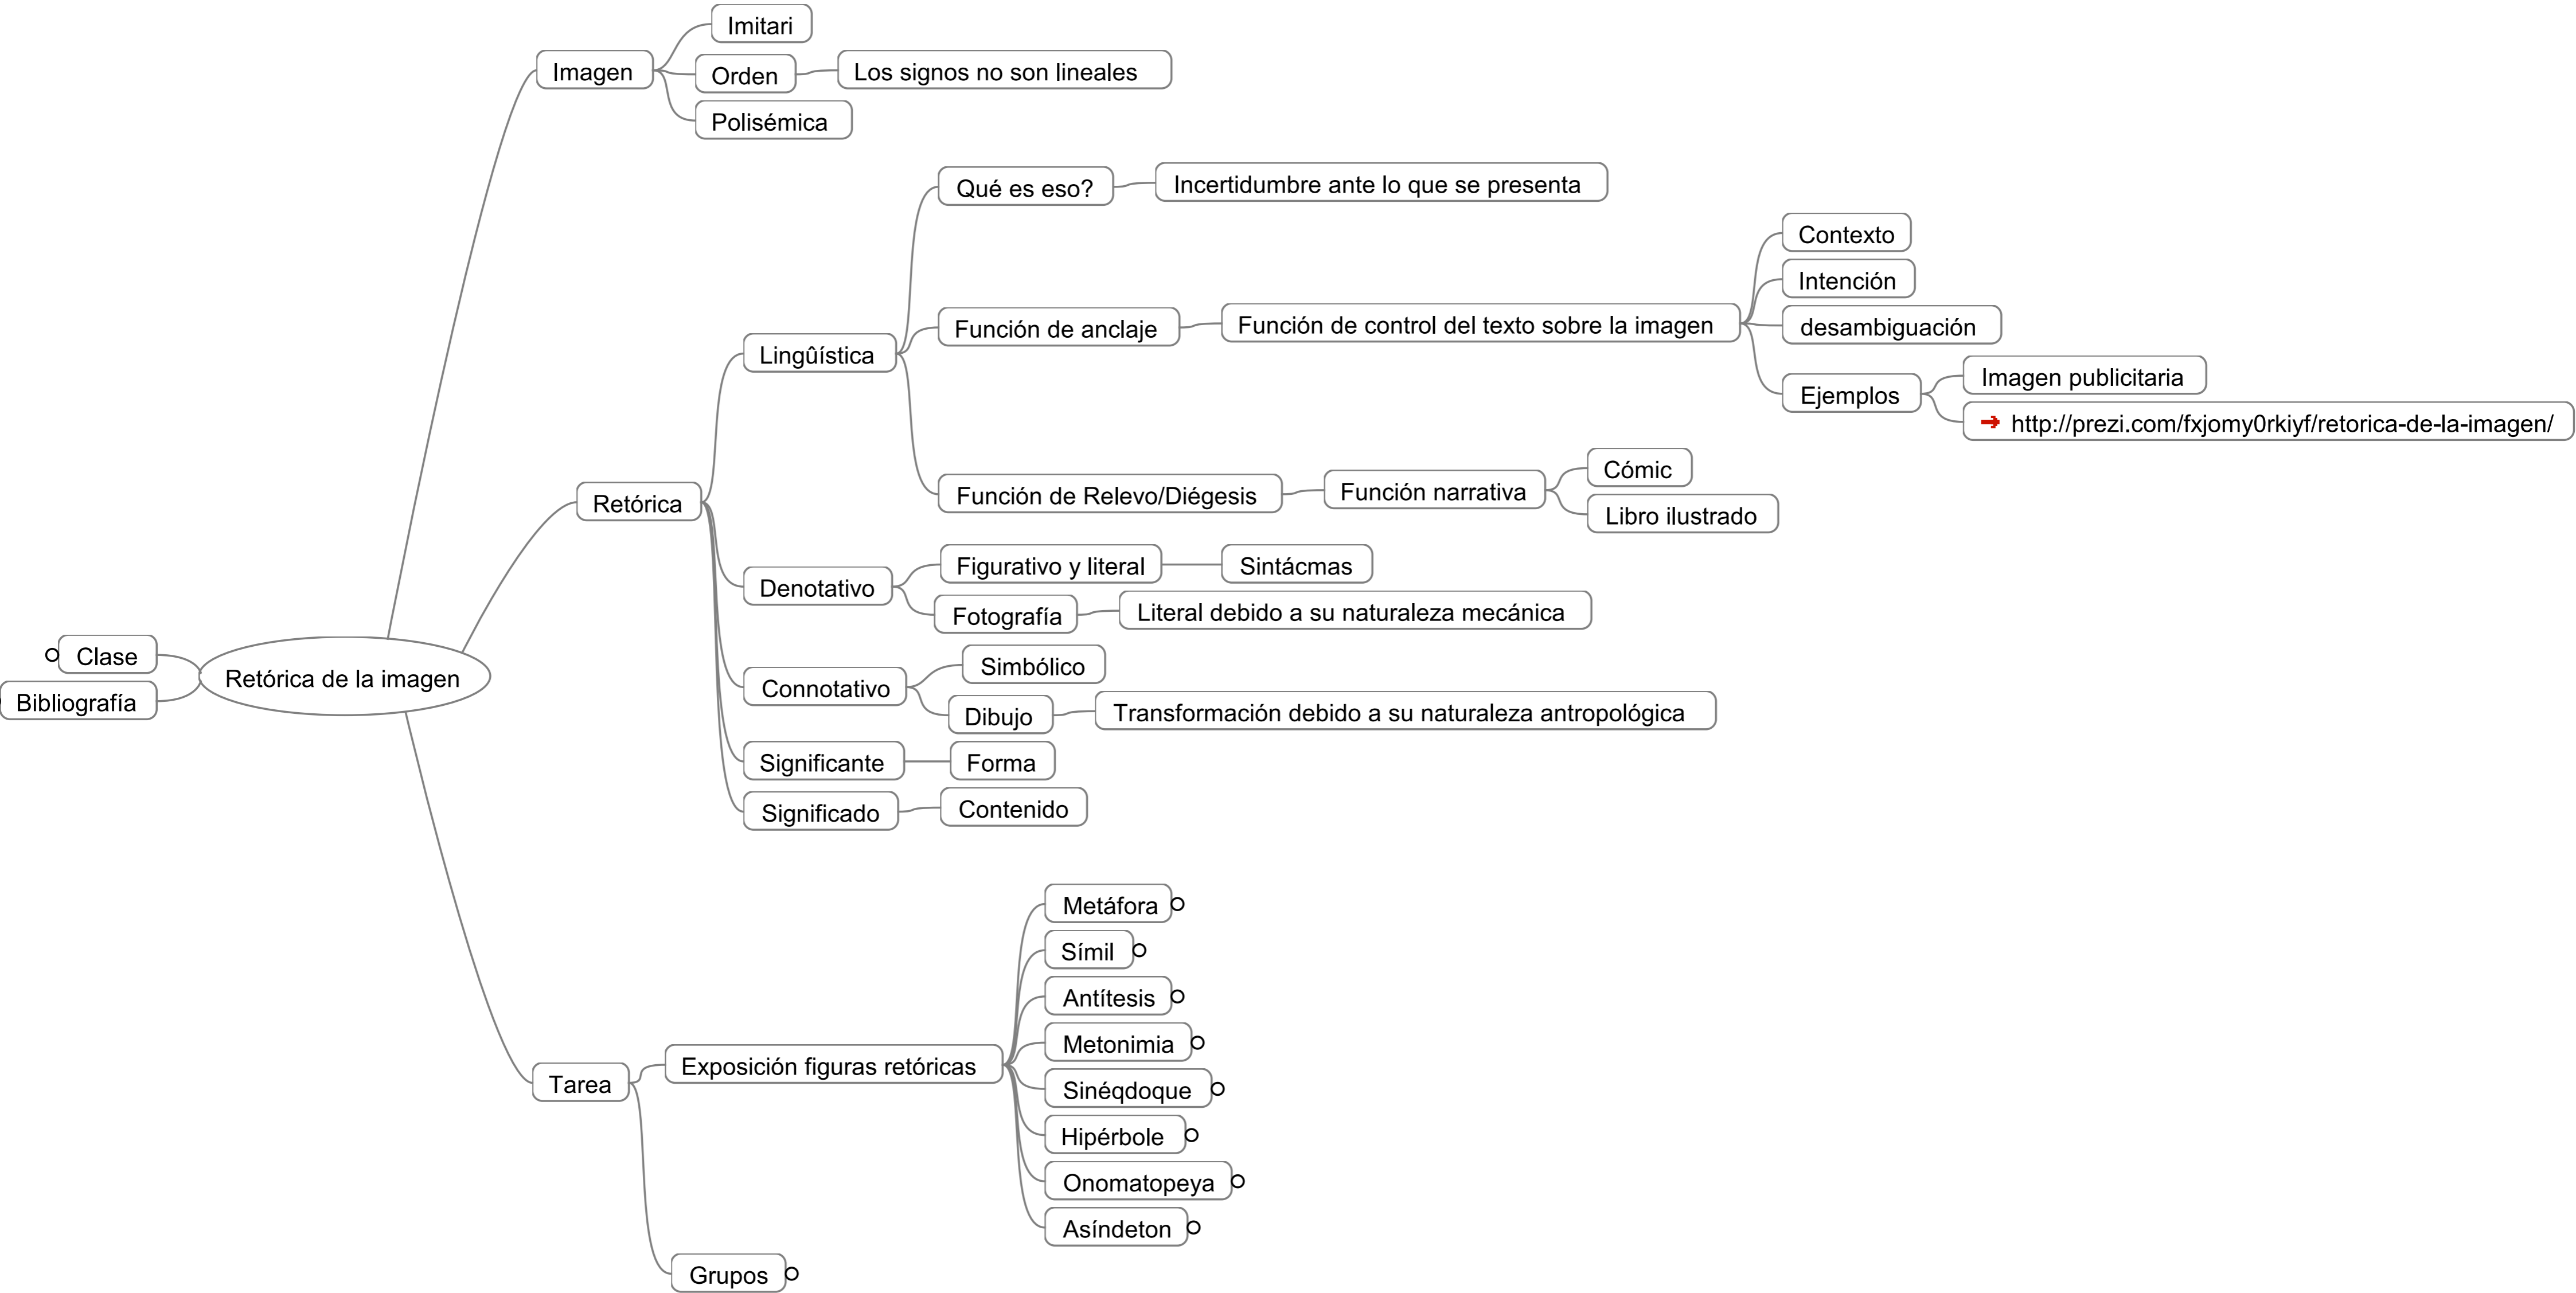 Imitari
Imagen
Orden
Los signos no son lineales
Polisémica
Qué es eso?
Incertidumbre ante lo que se presenta
Contexto
Intención
Función de anclaje
Función de control del texto sobre la imagen
desambiguación
Lingûística
Ejemplos
Imagen publicitaria
http://prezi.com/fxjomy0rkiyf/retorica-de-la-imagen/
Retórica
Función de Relevo/Diégesis
Función narrativa
Cómic
Libro ilustrado
Denotativo
Figurativo y literal
Sintácmas
Fotografía
Literal debido a su naturaleza mecánica
Clase
Retórica de la imagen
Bibliografía
Connotativo
Simbólico
Dibujo
Transformación debido a su naturaleza antropológica
Significante
Forma
Significado
Contenido
Tarea
Exposición figuras retóricas
Metáfora
Símil
Antítesis
Metonimia
Sinéqdoque
Hipérbole
Onomatopeya
Asíndeton
Grupos